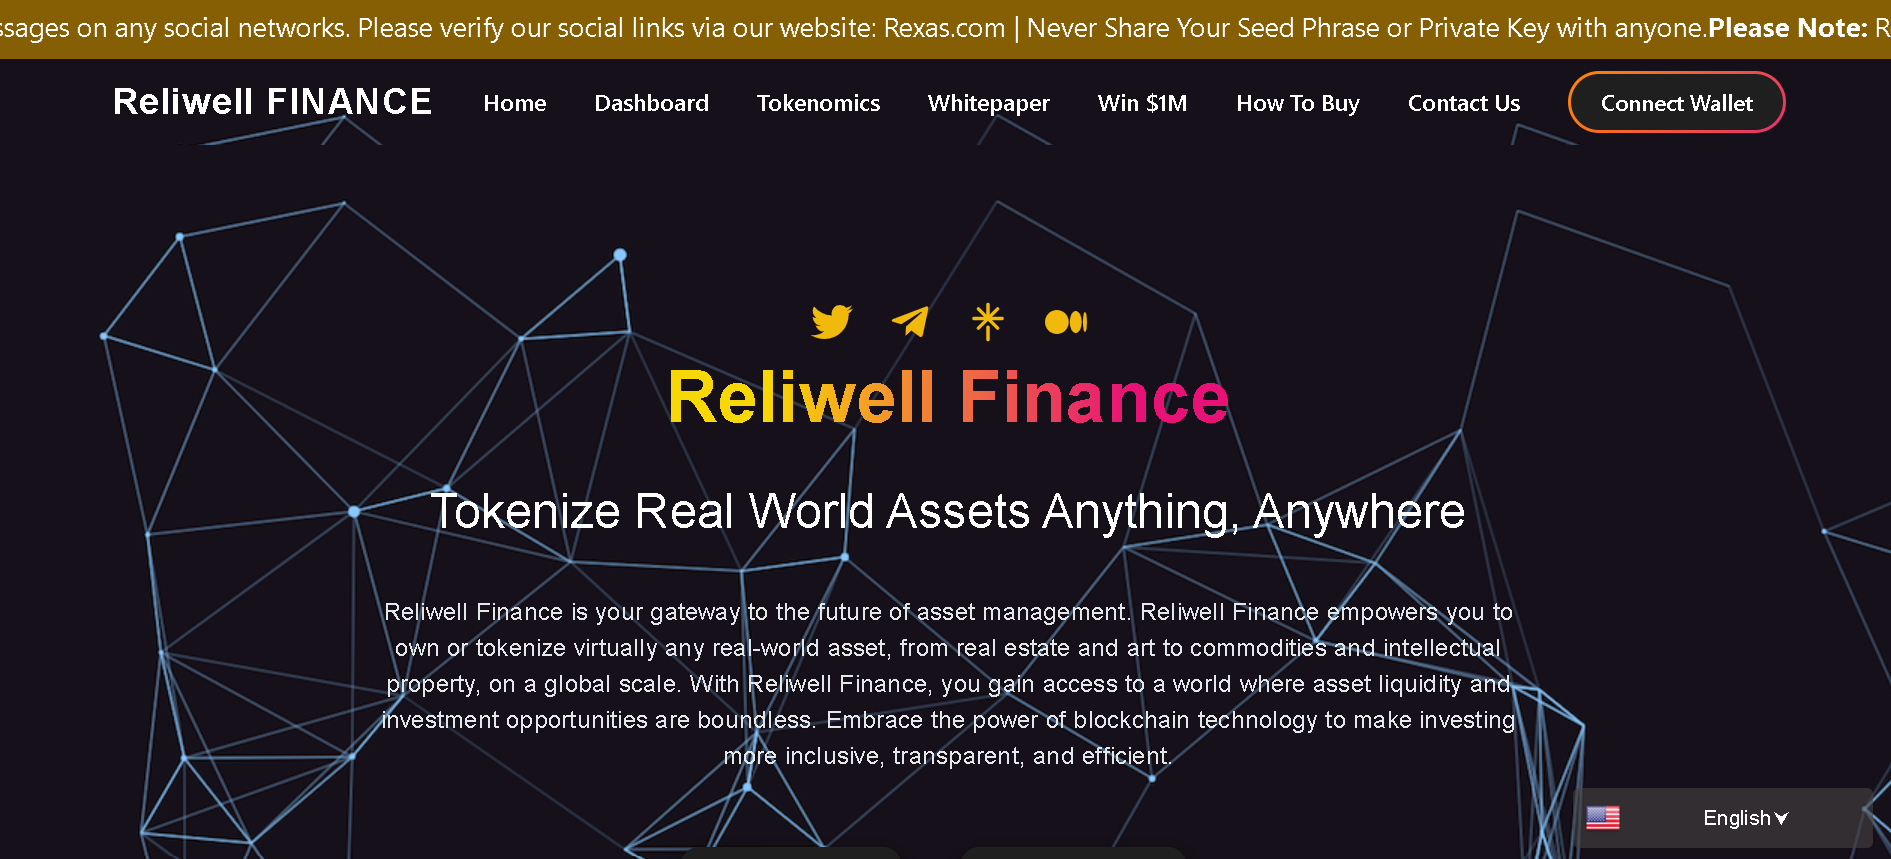 on any social networks. Please verify our social links via our website: Rexas.com | Never Share Your Seed Phrase or Private Key with anyone.Please Note:
Reliwell FINANCE Home Dashboard Tokenomics Whitepaper Win $1M How To Buy Contact Us Connect Wallet
Reliwell Finance
Tokenize Real World Assets Anything, Anywhere
Reliwell Finance is your gateway to the future of asset management. Reliwell Finance empowers you to
own or tokenize virtually any real-world asset, from real estate and art to commodities and intellectual
property, on a global scale. With Reliwell Finance, you gain access to a world where asset liquidity and
investment opportunities are boundless. Embrace the power of blockchain technology to make investing
more inclusive, transparent, and efficient.
English